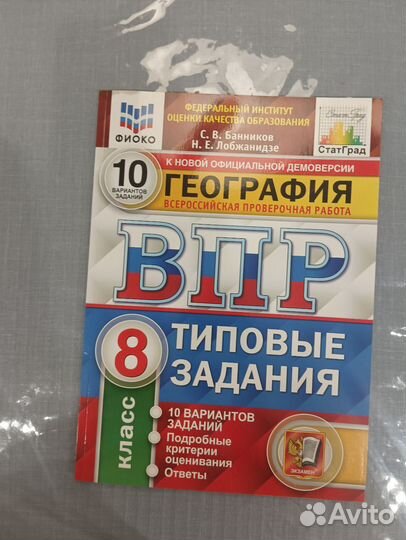 ФЕДЕРАЛЬНЫЙ ИНСТИТУТ
ОЦЕНКИ КАЧЕСТВА ОБРАЗОВАНИЯ
ФИОКО
С. В. Банников
Н. Е. Лобжанидзе
СтатГрад
СтатГрад
К НОВОЙ ОФИЦИАЛЬНОЙ ДЕМОВЕРСИИ
10
ВАРИАНТОВ
ЗАДАНИЙ
ГЕОГРАФИЯ
ВСЕРОССИЙСКАЯ ПРОВЕРОЧНАЯ РАБОТА
ВПР
8
класс
ТИПОВЫЕ
ЗАДАНИЯ
10 ВАРИАНТОВ
ЗАДАНИЙ
Подробные
критерии
оценивания
Ответы
ЭКЗАМЕН
Avito